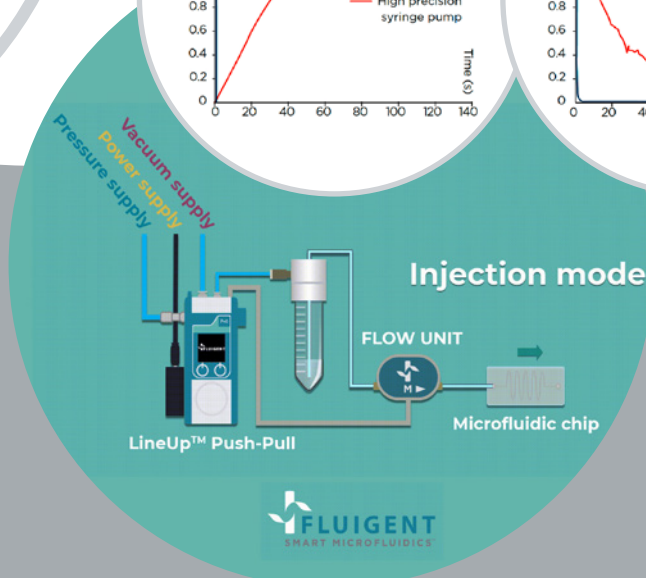 High precision
syringe pump
0.8
0.6
0.4
0.2
0
0 20 40 60 80 100 120 140
Time (s)
0.8
0.6
0.4
0.2
0
0 20
Pressure supply
Power supply
Vacuum supply
Injection mode
FLUIGENT
FLOW UNIT
M
Microfluidic chip
LineUp™ Push-Pull
FLUIGENT
SMART MICROFLUIDICS